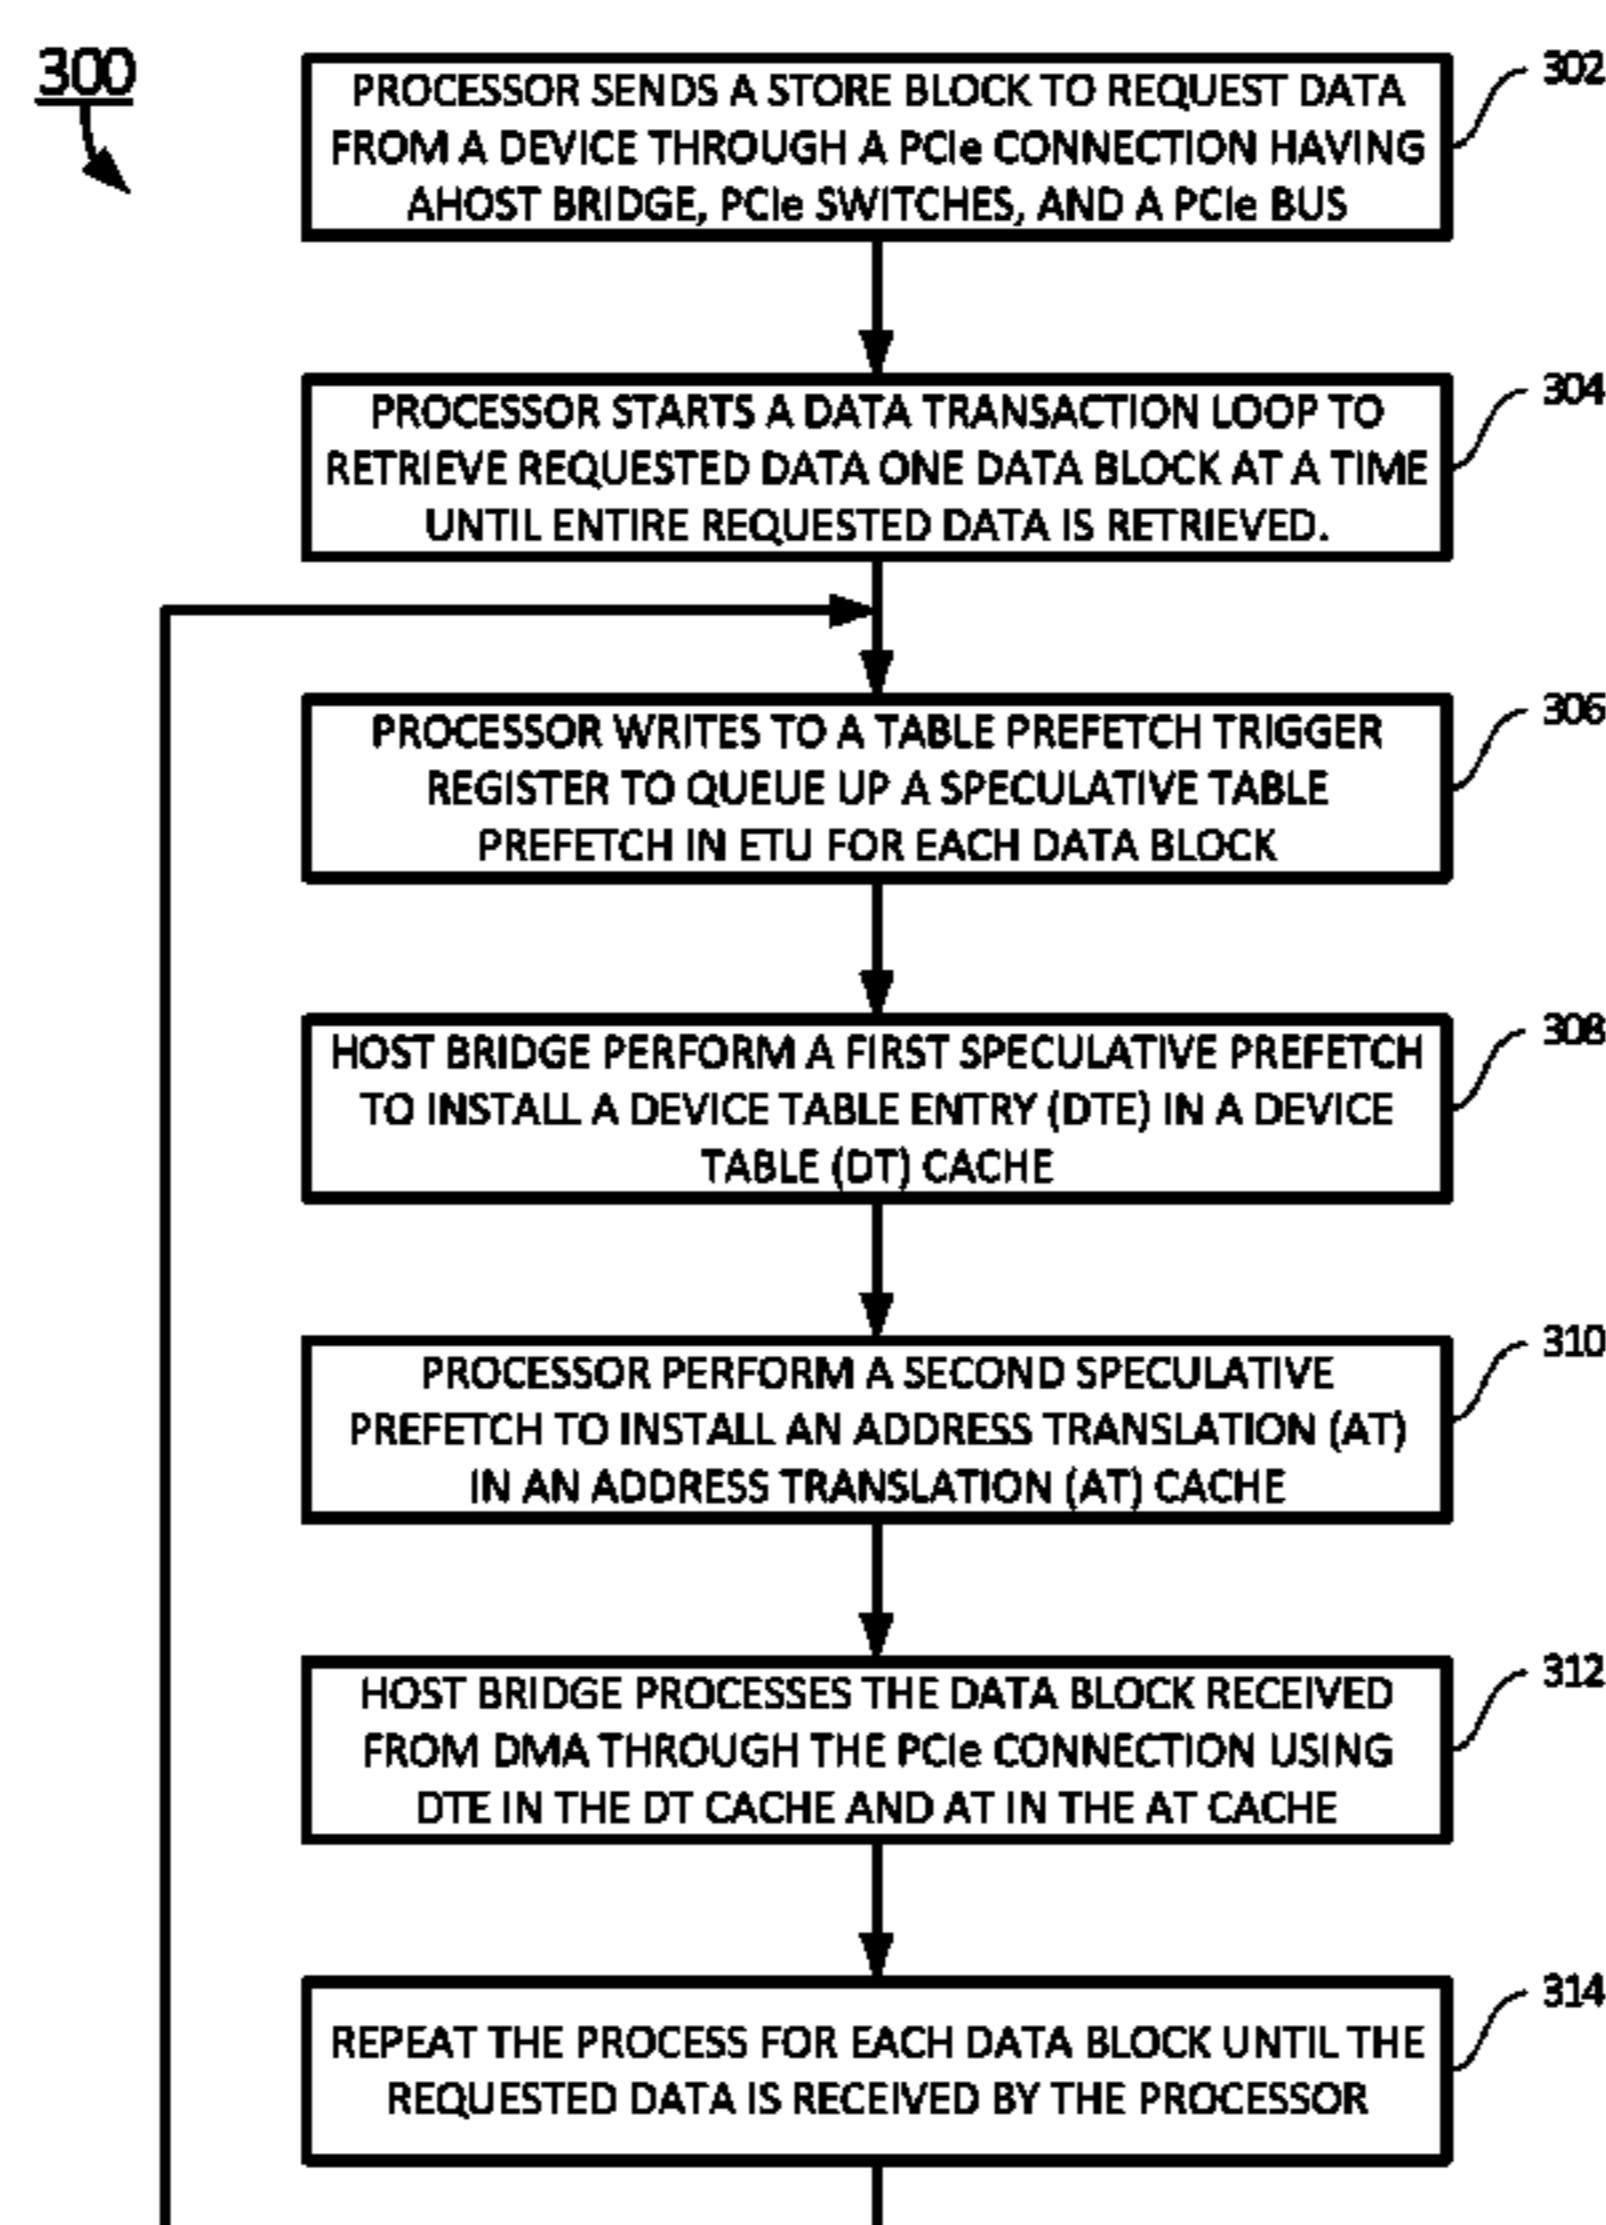 300
PROCESSOR SENDS A STORE BLOCK TO REQUEST DATA
FROM A DEVICE THROUGH A PCIe CONNECTION HAVING
AHOST BRIDGE, PCIe SWITCHES, AND A PCIe BUS
302
PROCESSOR STARTS A DATA TRANSACTION LOOP TO
RETRIEVE REQUESTED DATA ONE DATA BLOCK AT A TIME
UNTIL ENTIRE REQUESTED DATA IS RETRIEVED.
304
PROCESSOR WRITES TO A TABLE PREFETCH TRIGGER
REGISTER TO QUEUE UP A SPECULATIVE TABLE
PREFETCH IN ETU FOR EACH DATA BLOCK
306
HOST BRIDGE PERFORM A FIRST SPECULATIVE PREFETCH
TO INSTALL A DEVICE TABLE ENTRY (DTE) IN A DEVICE
TABLE (DT) CACHE
308
PROCESSOR PERFORM A SECOND SPECULATIVE
PREFETCH TO INSTALL AN ADDRESS TRANSLATION (AT)
IN AN ADDRESS TRANSLATION (AT) CACHE
310
HOST BRIDGE PROCESSES THE DATA BLOCK RECEIVED
FROM DMA THROUGH THE PCIe CONNECTION USING
DTE IN THE DT CACHE AND AT IN THE AT CACHE
312
REPEAT THE PROCESS FOR EACH DATA BLOCK UNTIL THE
REQUESTED DATA IS RECEIVED BY THE PROCESSOR
314